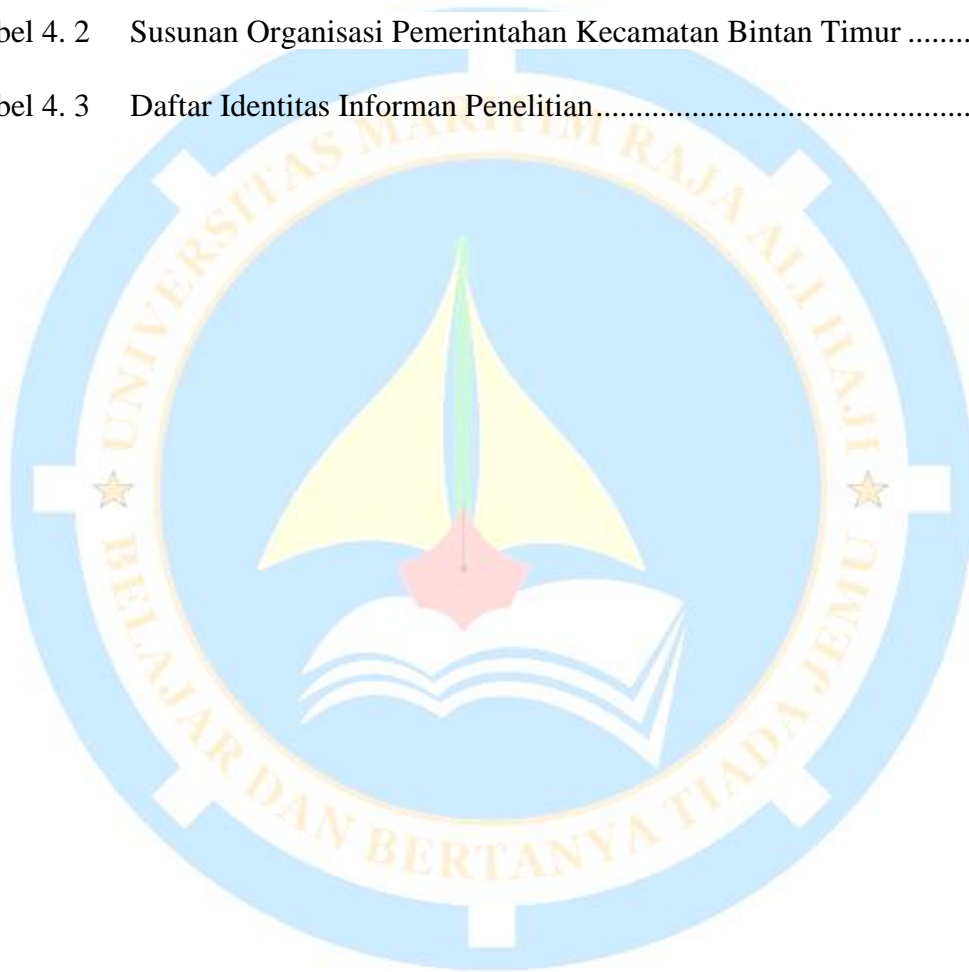 bel 4. 2 Susunan Organisasi Pemerintahan Kecamatan Bintan Timur ........
bel 4. 3 Daftar Identitas Informan Penelitian...............................................
UNIVERSITAS MARITIM RAJA ALI HAJI
BELAJAR DAN BERTANYA TIADA JEMU